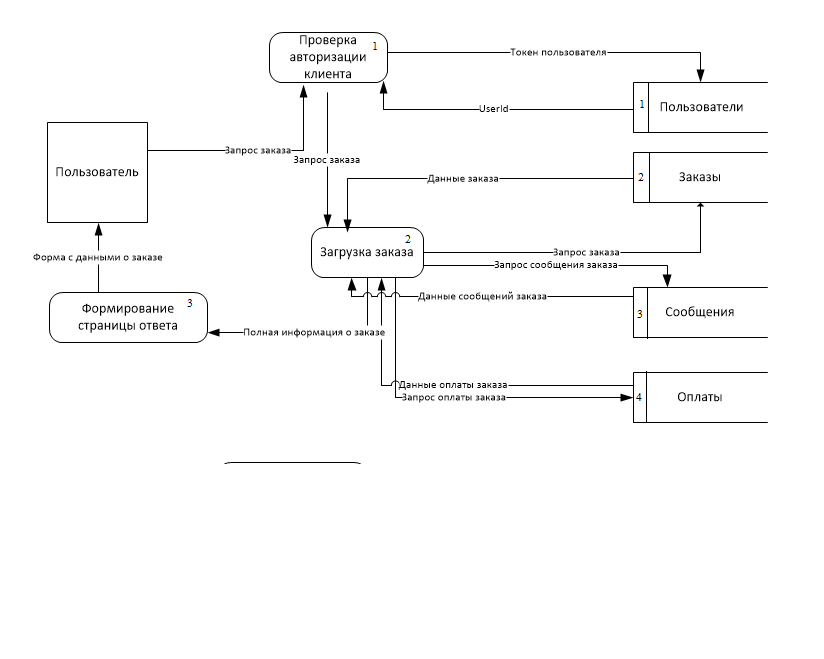 Проверка
авторизации
клиента
1
Токен пользователя
1
Пользователи
UserId
Запрос заказа
Запрос заказа
Пользователь
Данные заказа
2
Заказы
Загрузка заказа
2
Запрос заказа
Запрос сообщения заказа
Форма с данными о заказе
Данные сообщений заказа
3
Сообщения
Формирование
страницы ответа
3
Полная информация о заказе
Данные оплаты заказа
Запрос оплаты заказа
4
Оплаты